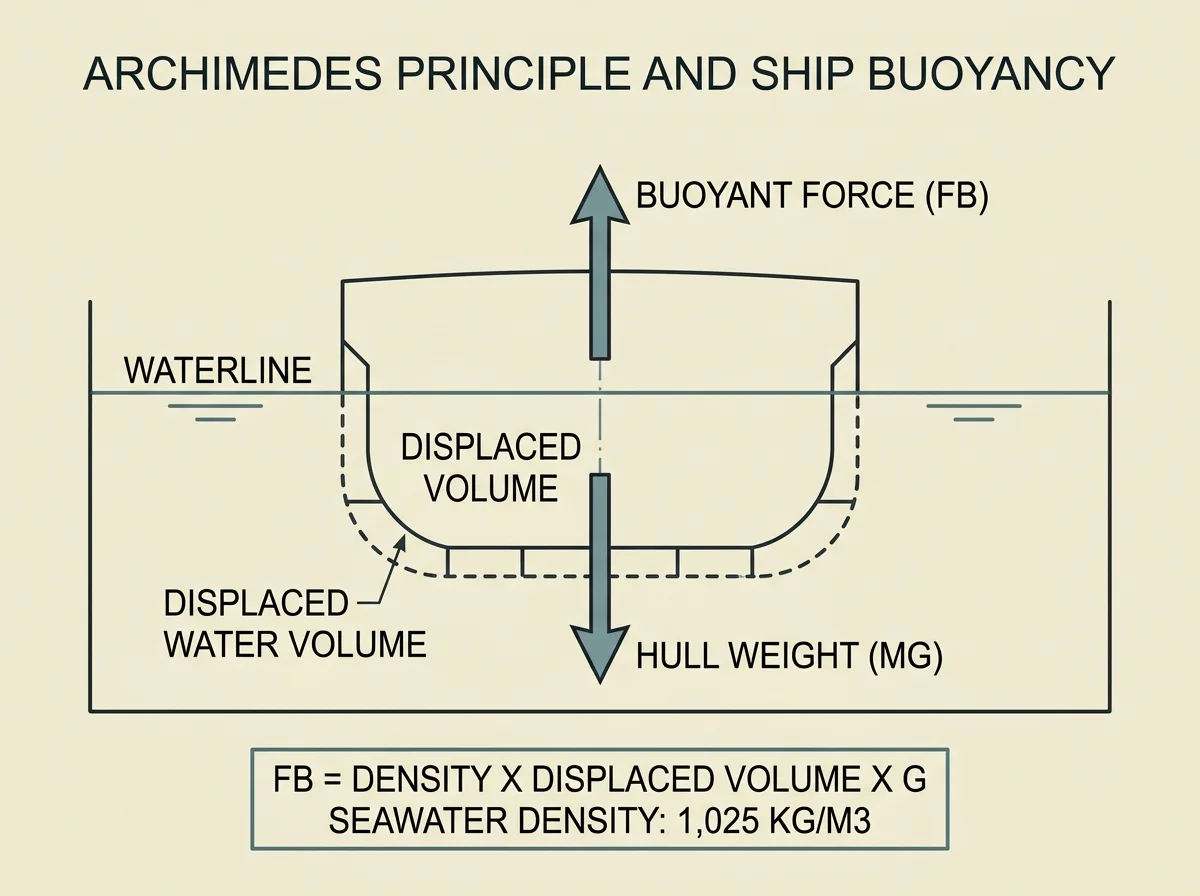 ARCHIMEDES PRINCIPLE AND SHIP BUOYANCY
BUOYANT FORCE (FB)
WATERLINE
DISPLACED
VOLUME
DISPLACED
WATER VOLUME
HULL WEIGHT (MG)
FB = DENSITY X DISPLACED VOLUME X G
SEAWATER DENSITY: 1,025 KG/M3